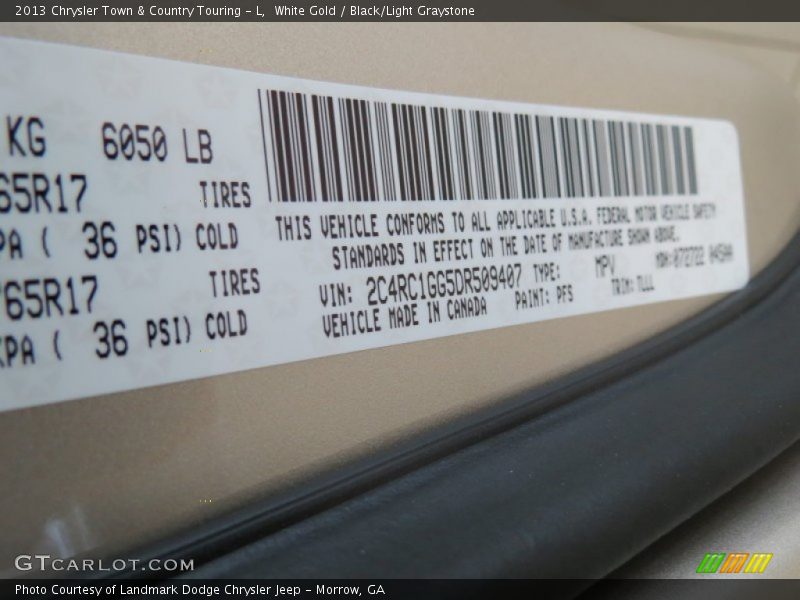 2013 Chrysler Town & Country Touring - L, White Gold / Black/Light Graystone
KG 6050 LB
65R17 TIRES
PA ( 36 PSI) COLD
65R17 TIRES
KPA ( 36 PSI) COLD
THIS VEHICLE CONFORMS TO ALL APPLICABLE U.S.A. FEDERAL MOTOR VEHICLE SAFETY
STANDARDS IN EFFECT ON THE DATE OF MANUFACTURE SHOWN ABOVE.
VIN: 2C4RC1GG5DR509407 TYPE: MPV
VEHICLE MADE IN CANADA PAINT: PFS TRIM: TLLL
GTCARLOT.COM
Photo Courtesy of Landmark Dodge Chrysler Jeep - Morrow, GA